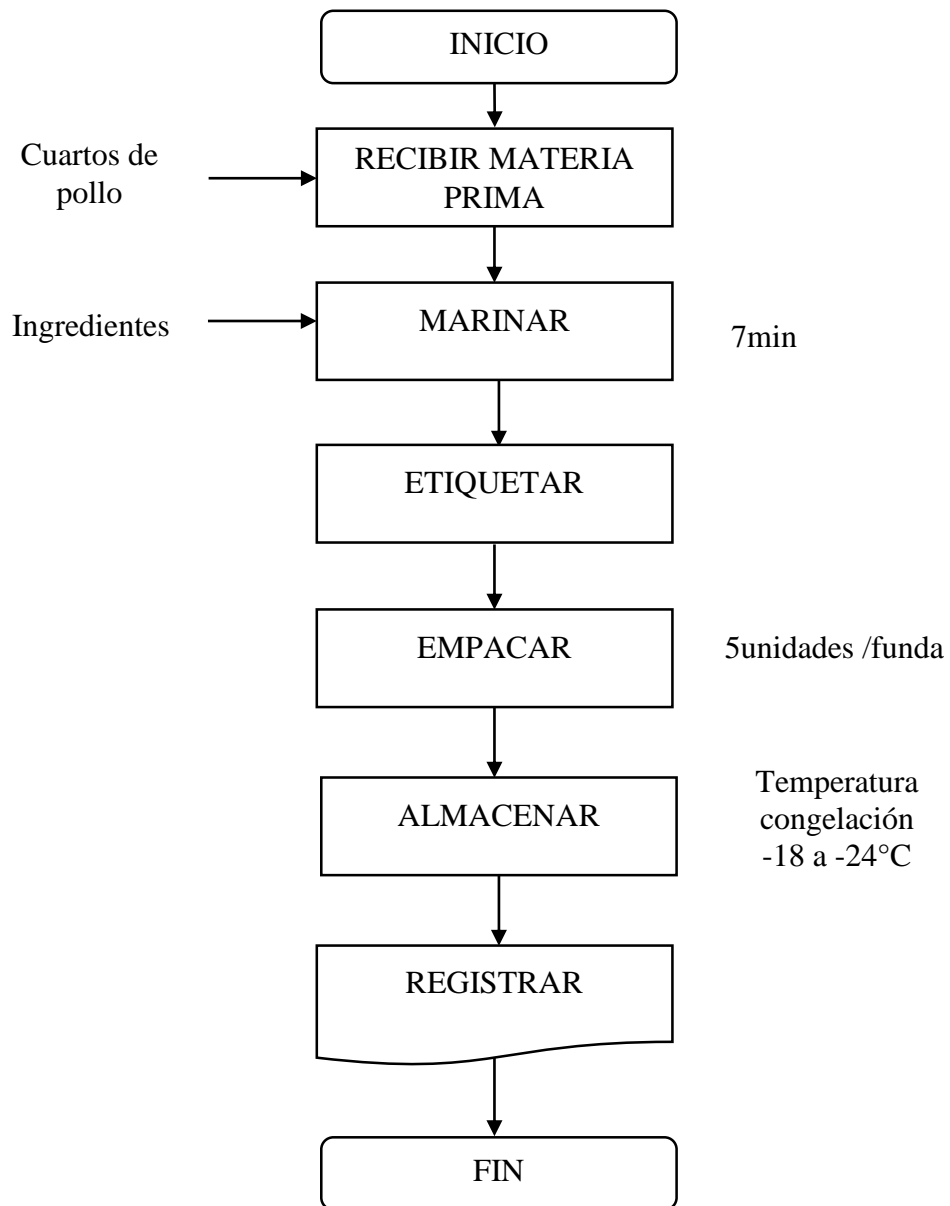 INICIO
Cuartos de
pollo
RECIBIR MATERIA
PRIMA
Ingredientes
MARINAR
7min
ETIQUETAR
EMPACAR
5unidades /funda
ALMACENAR
Temperatura
congelación
-18 a -24°C
REGISTRAR
FIN